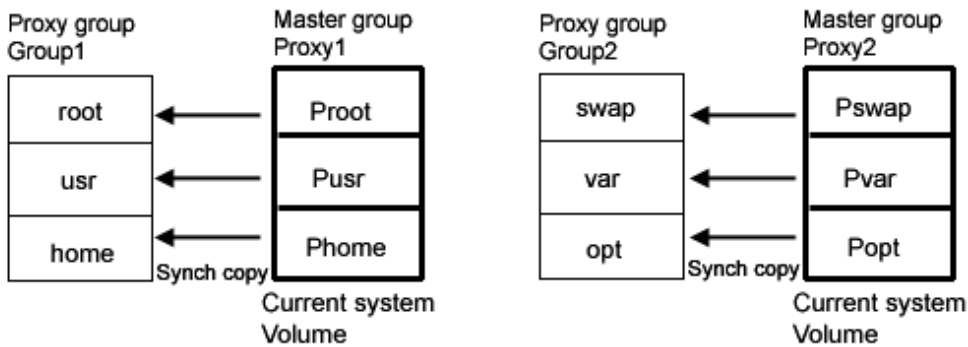 Proxy group
Group1
Master group
Proxy1
root
Proot
usr
Pusr
home
Phome
Synch copy
Current system
Volume
Proxy group
Group2
Master group
Proxy2
swap
Pswap
var
Pvar
opt
Popt
Synch copy
Current system
Volume